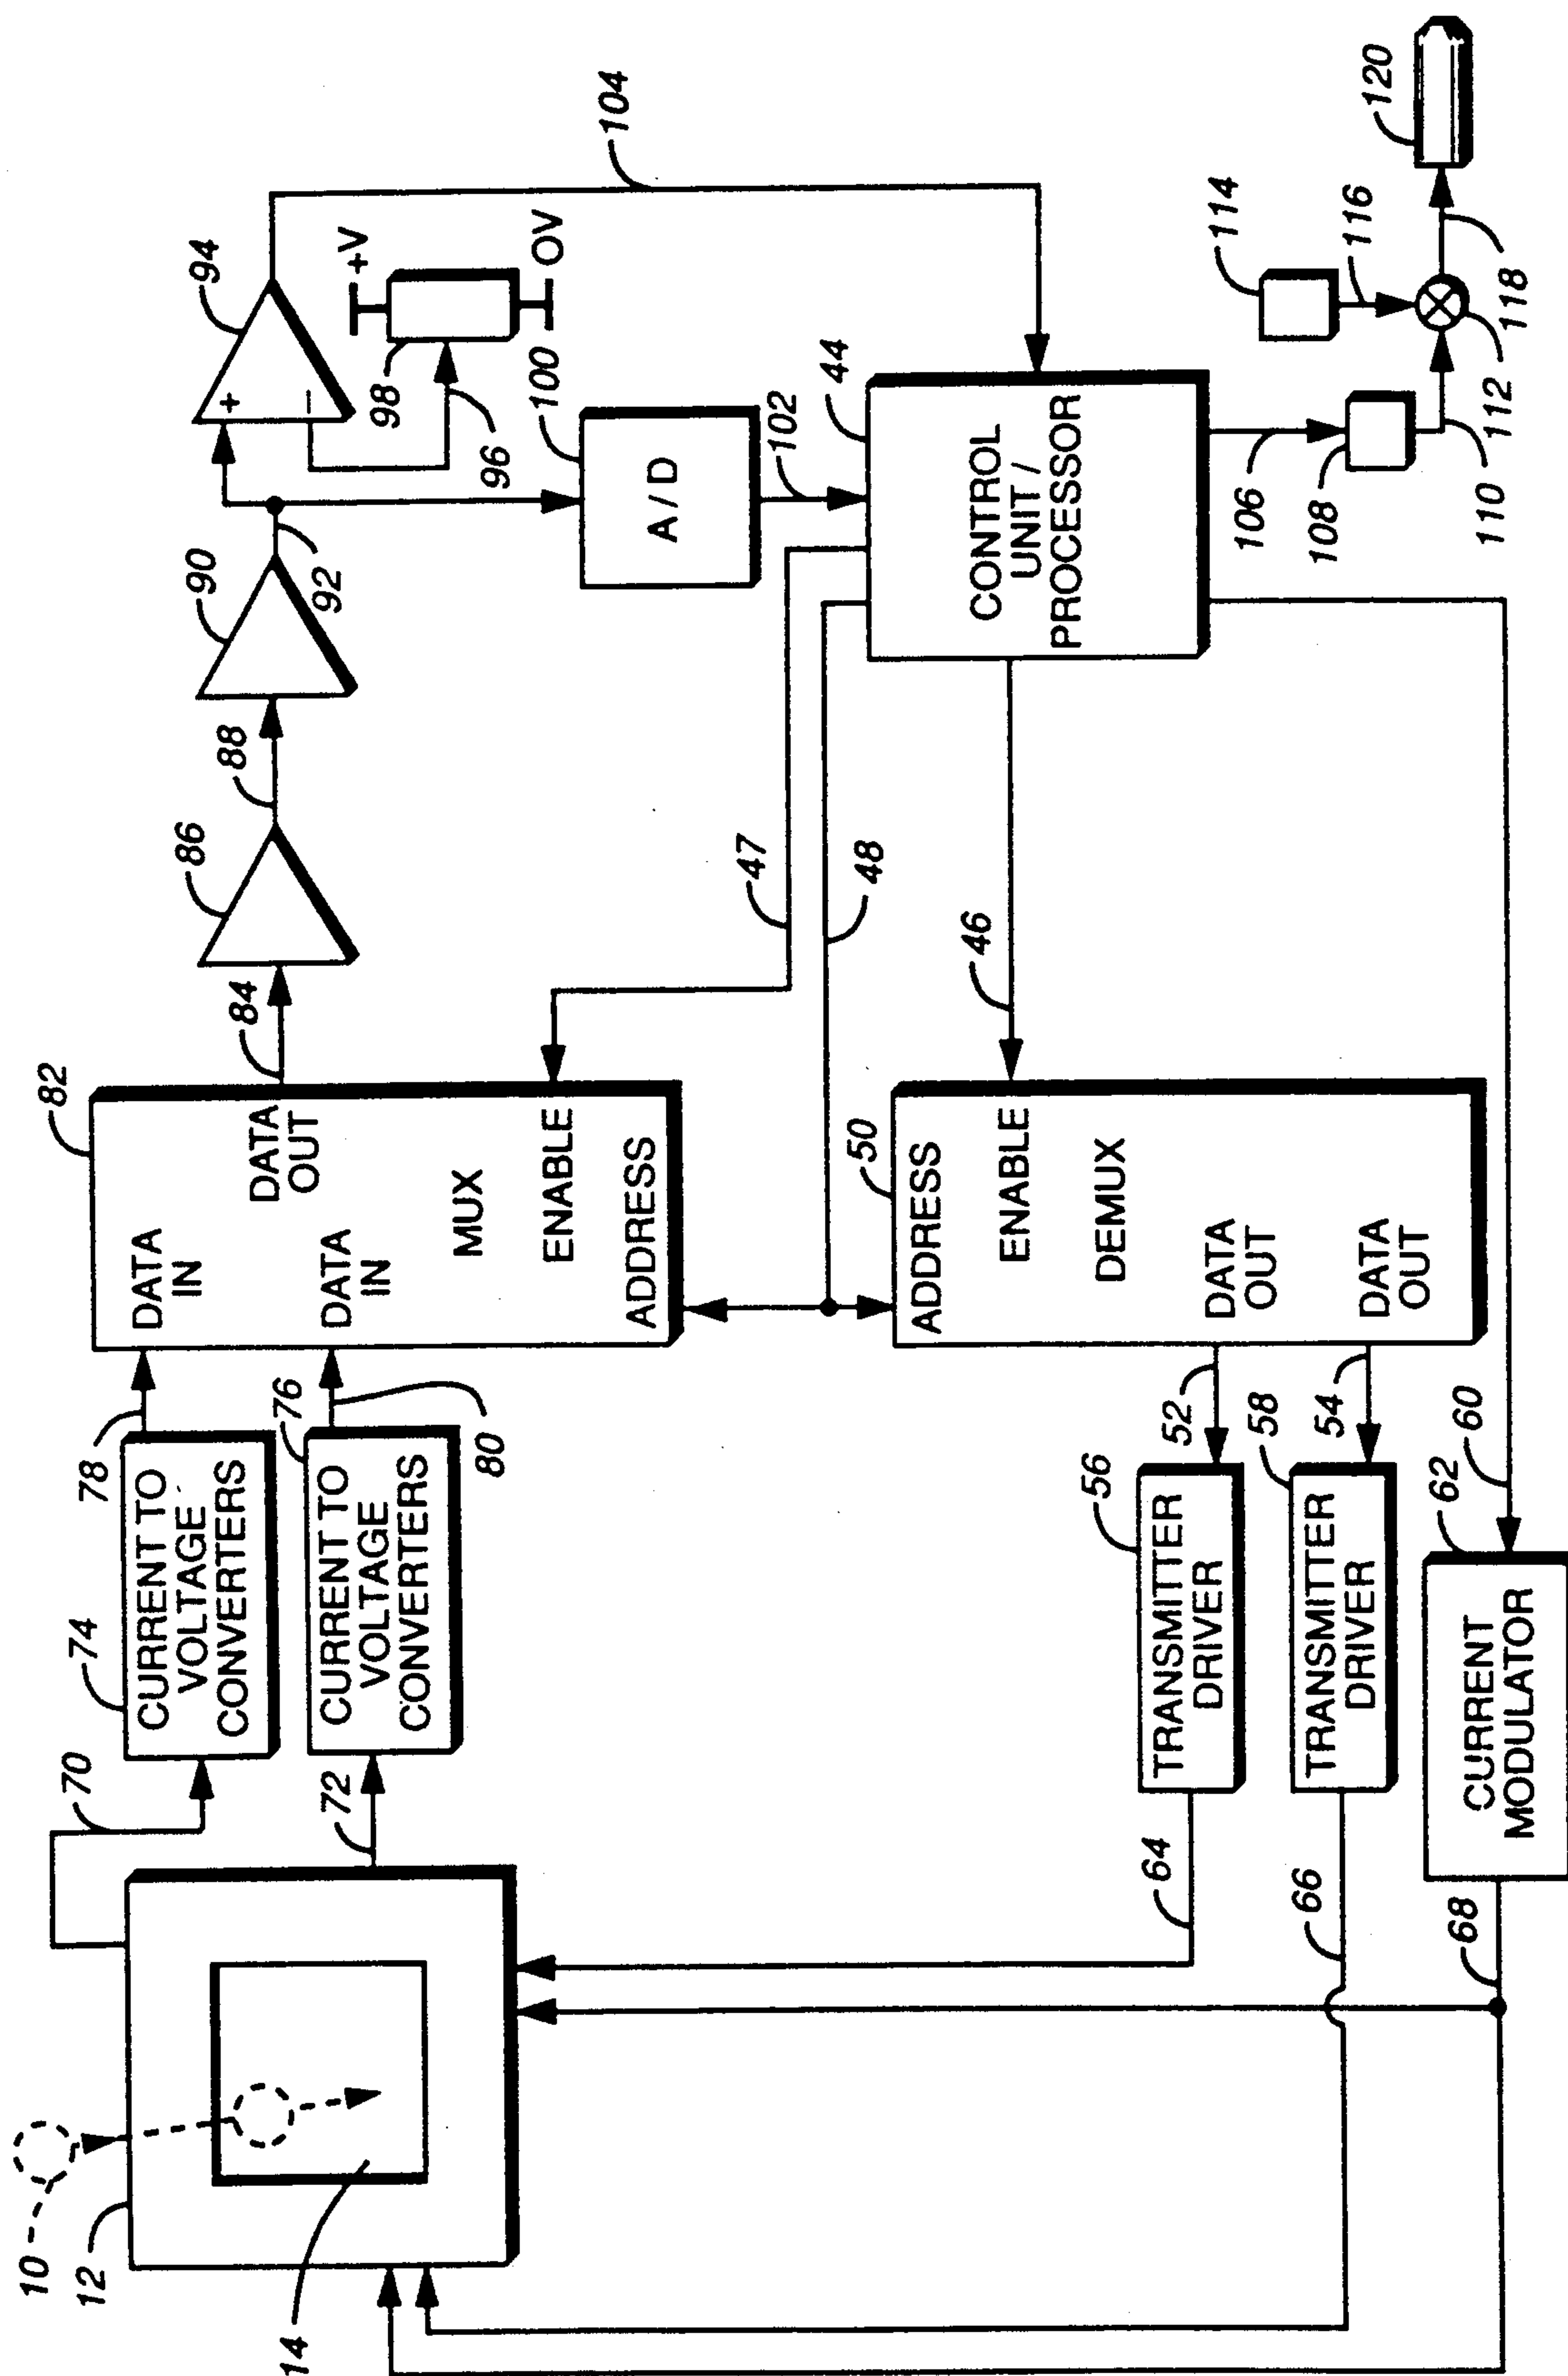 10
12
14
70
74
CURRENT TO
VOLTAGE
CONVERTERS
78
72
76
CURRENT TO
VOLTAGE
CONVERTERS
80
82
DATA
IN
DATA
OUT
DATA
IN
MUX
ENABLE
ADDRESS
84
86
88
90
92
94
+
−
+V
98
0V
96
100
A/D
102
104
47
48
44
CONTROL
UNIT /
PROCESSOR
46
50
ADDRESS
ENABLE
DEMUX
DATA
OUT
DATA
OUT
52
54
56
TRANSMITTER
DRIVER
58
TRANSMITTER
DRIVER
60
62
CURRENT
MODULATOR
64
66
68
106
108
110
112
114
116
118
120